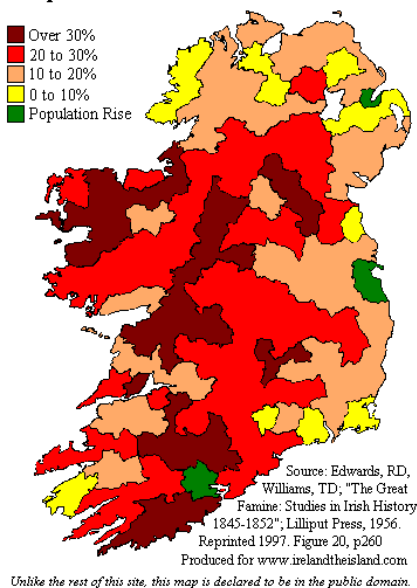 Over 30%
20 to 30%
10 to 20%
0 to 10%
Population Rise
Source: Edwards, RD,
Williams, TD; "The Great
Famine: Studies in Irish History
1845-1852"; Lilliput Press, 1956.
Reprinted 1997. Figure 20, p260
Produced for www.irelandtheisland.com
Unlike the rest of this site, this map is declared to be in the public domain.